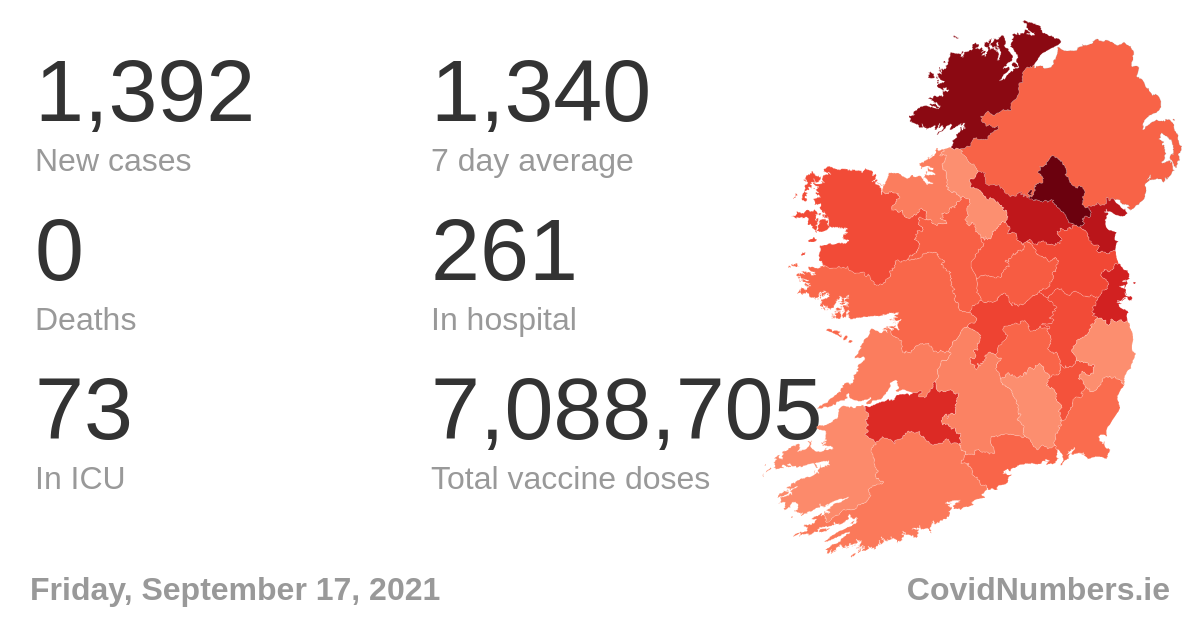 1,392
1,340
New cases
7 day average
0
261
Deaths
In hospital
73
7,088,705
In ICU
Total vaccine doses
Friday, September 17, 2021
CovidNumbers.ie